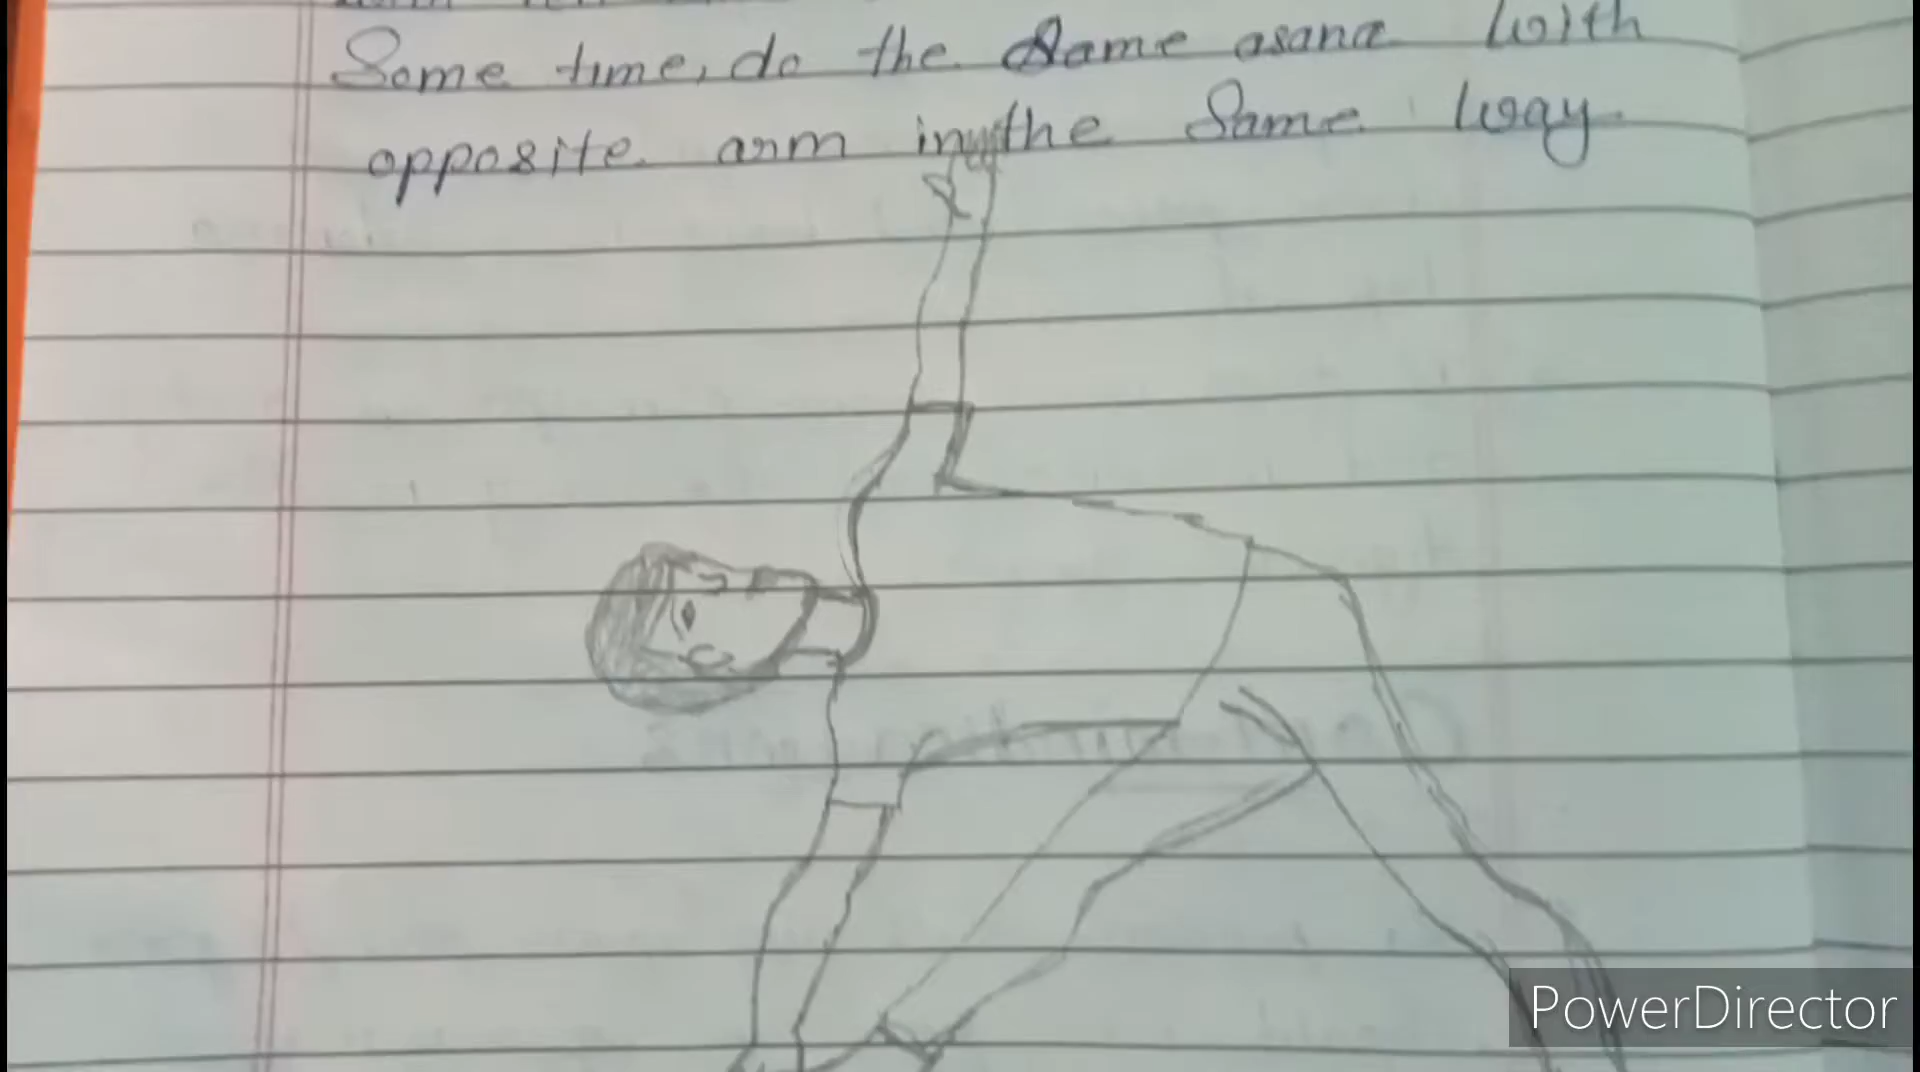 Some time, do the same asana with
opposite arm in the same way.
PowerDirector